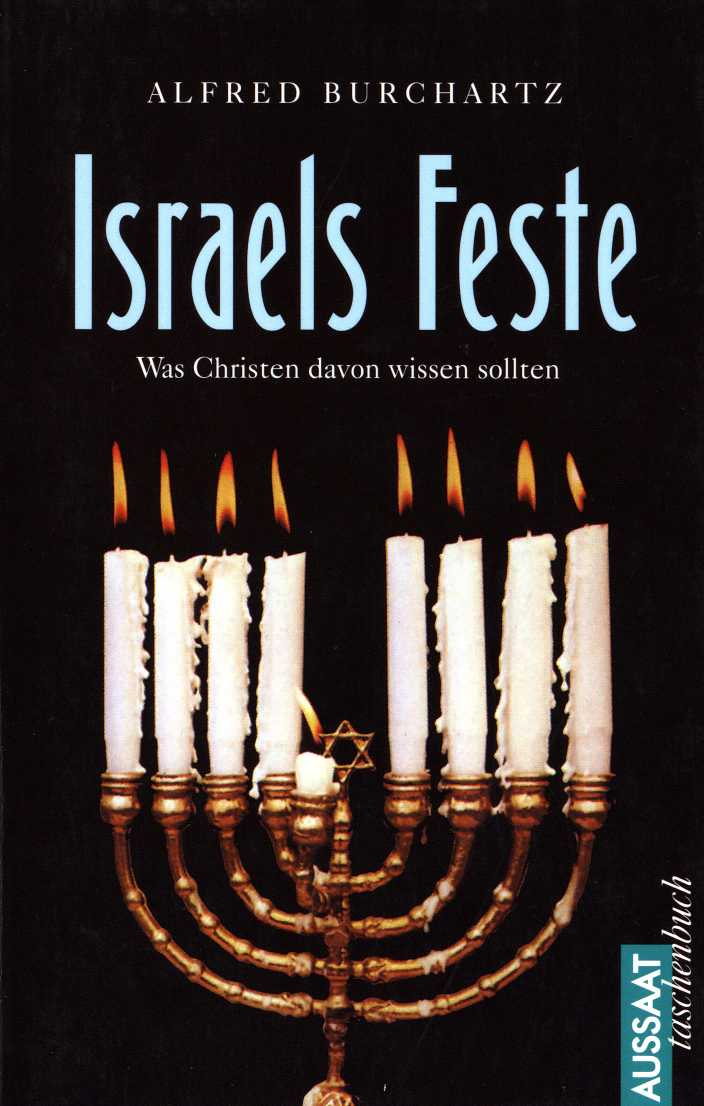 ALFRED BURCHARTZ
Israels Feste
Was Christen davon wissen sollten
AUSSAAT
taschenbuch